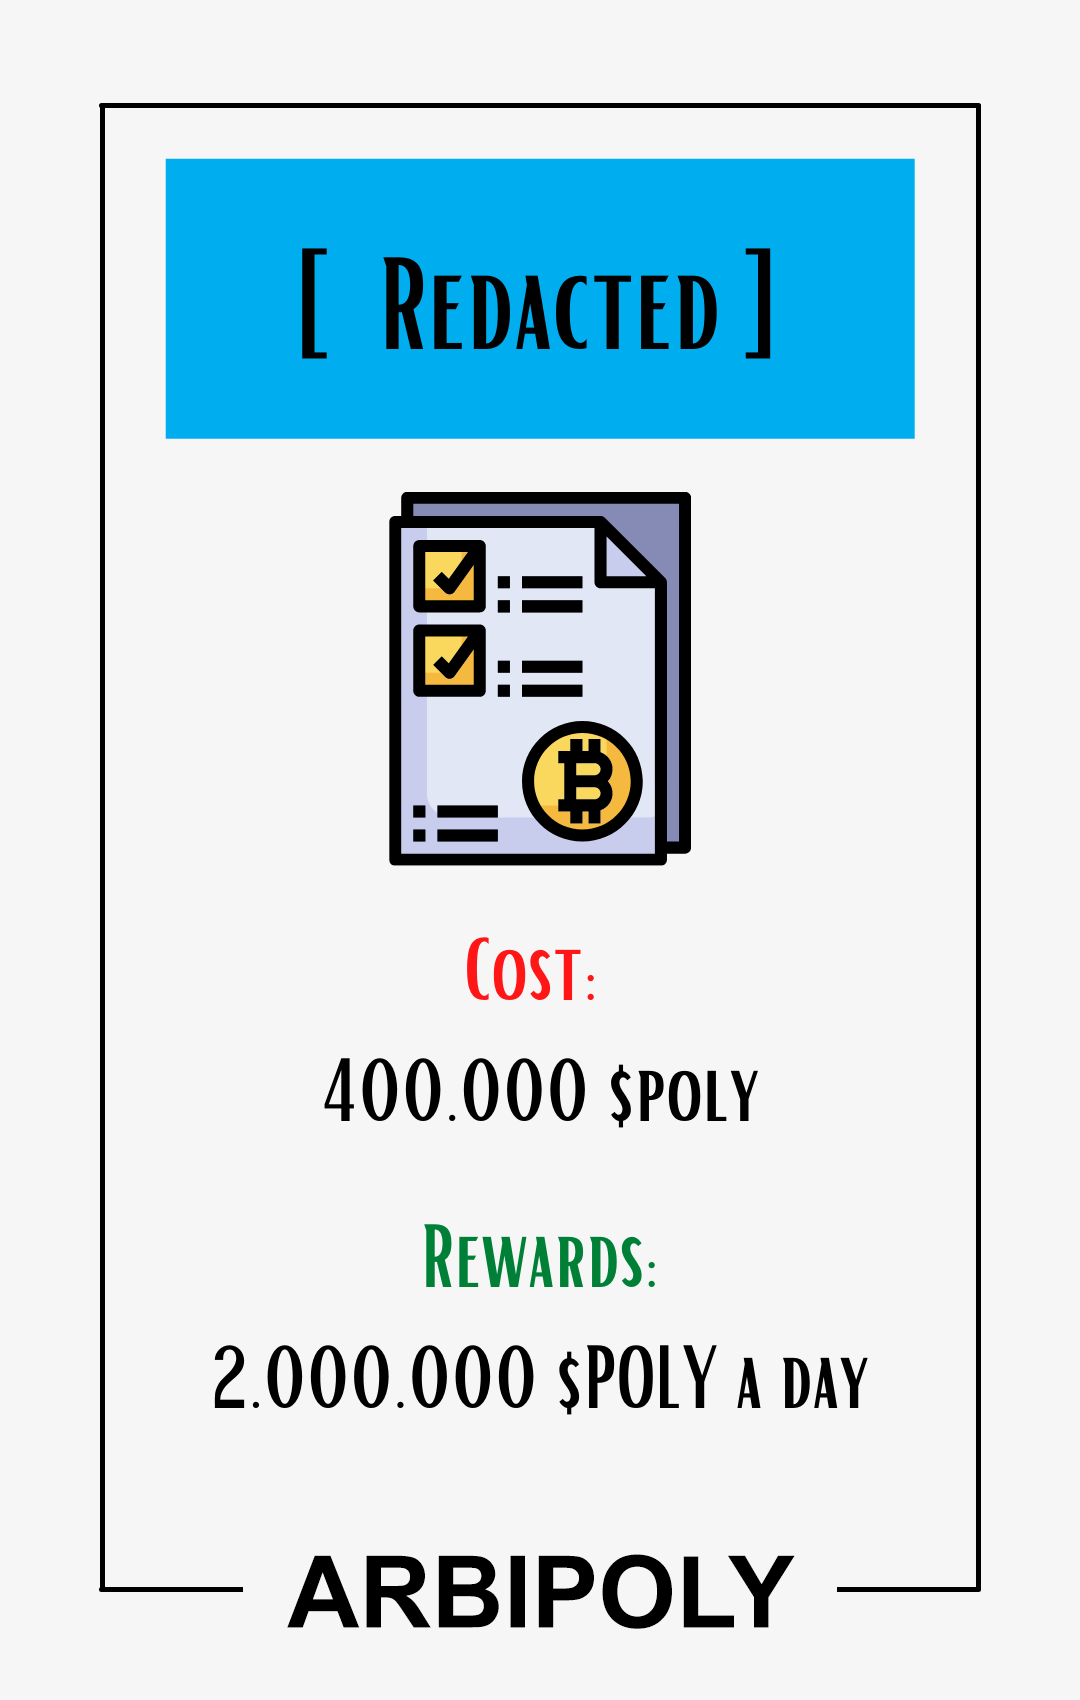 [ Redacted ]
Cost:
400.000 $poly
Rewards:
2.000.000 $POLY a day
ARBIPOLY